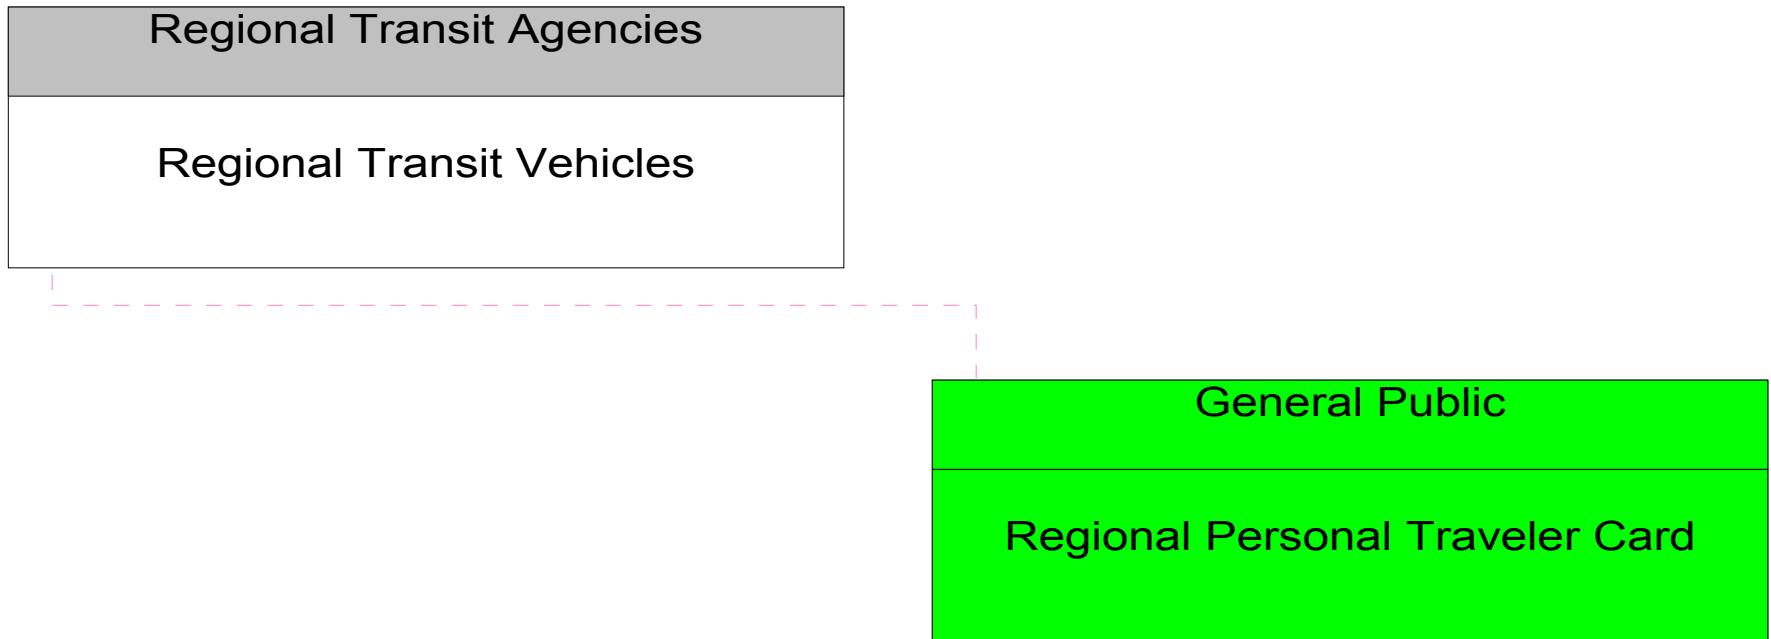 Regional Transit Agencies
Regional Transit Vehicles
General Public
Regional Personal Traveler Card